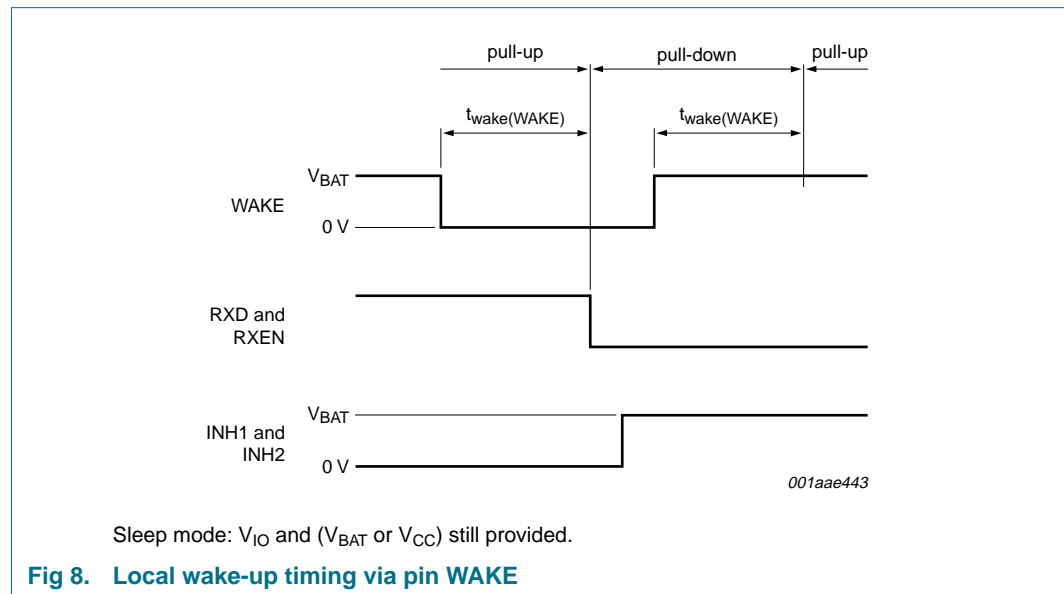 pull-up pull-down pull-up
twake(WAKE) twake(WAKE)
VBAT
WAKE
0 V
RXD and
RXEN
VBAT
INH1 and
INH2
0 V
001aae443
Sleep mode: VIO and (VBAT or VCC) still provided.
Fig 8. Local wake-up timing via pin WAKE